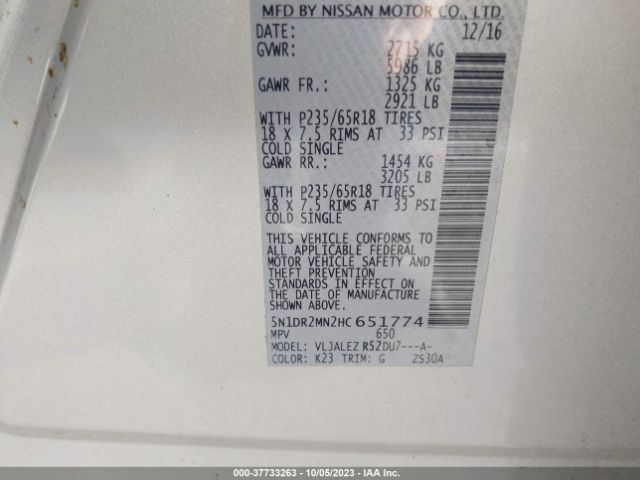 MFD BY NISSAN MOTOR CO., LTD.
DATE: 12/16
GVWR: 2715 KG
5986 LB
GAWR FR.: 1325 KG
2921 LB
WITH P235/65R18 TIRES
18 X 7.5 RIMS AT 33 PSI
COLD SINGLE
GAWR RR.: 1454 KG
3205 LB
WITH P235/65R18 TIRES
18 X 7.5 RIMS AT 33 PSI
COLD SINGLE
THIS VEHICLE CONFORMS TO
ALL APPLICABLE FEDERAL
MOTOR VEHICLE SAFETY AND
THEFT PREVENTION
STANDARDS IN EFFECT ON
THE DATE OF MANUFACTURE
SHOWN ABOVE.
5N1DR2MN2HC651774
MPV 650
MODEL: VLJALEZ R52DU7---A-
COLOR: K23 TRIM: G ZS30A
000-37733263 - 10/05/2023 - IAA Inc.